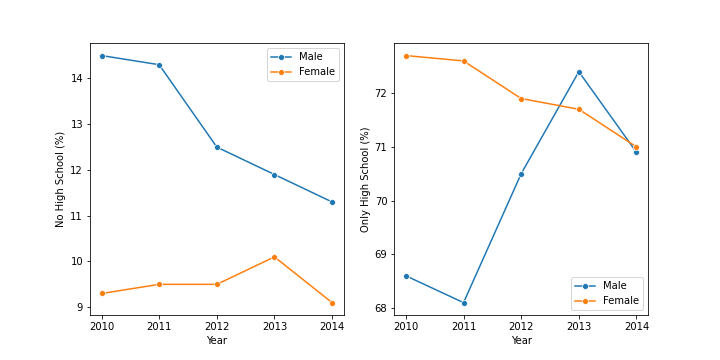 No High School (%)
14
13
12
11
10
9
Male
Female
2010 2011 2012 2013 2014
Year
Only High School (%)
72
71
70
69
68
Male
Female
2010 2011 2012 2013 2014
Year